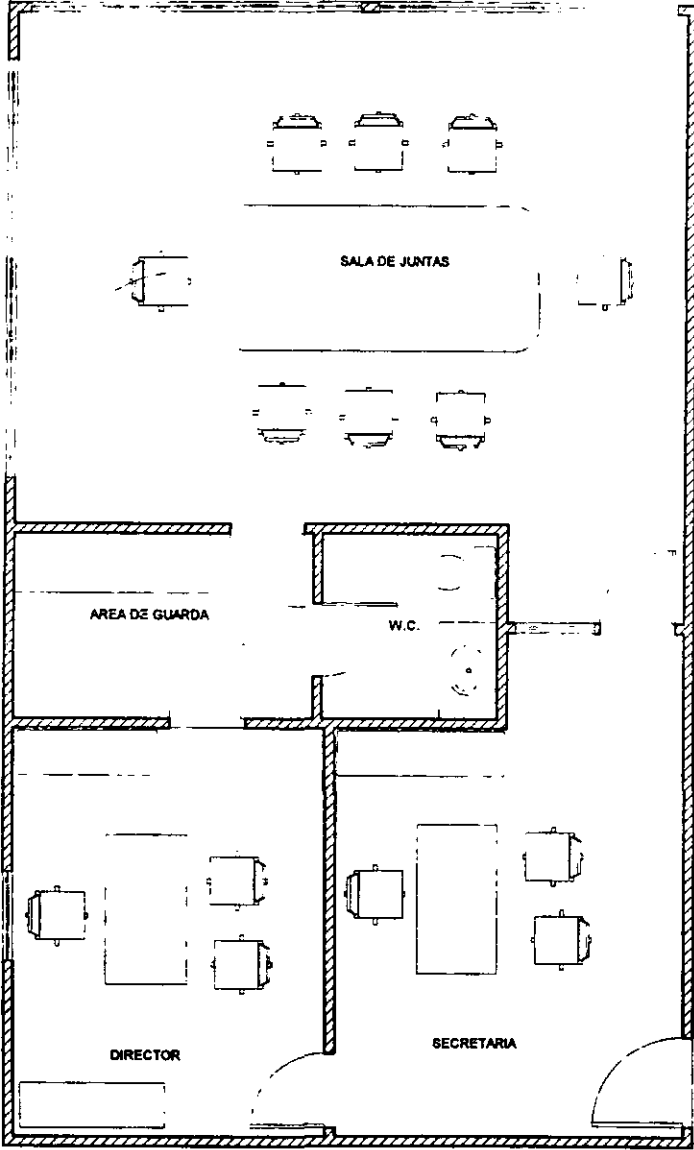 SALA DE JUNTAS
AREA DE GUARDA
W.C.
DIRECTOR
SECRETARIA